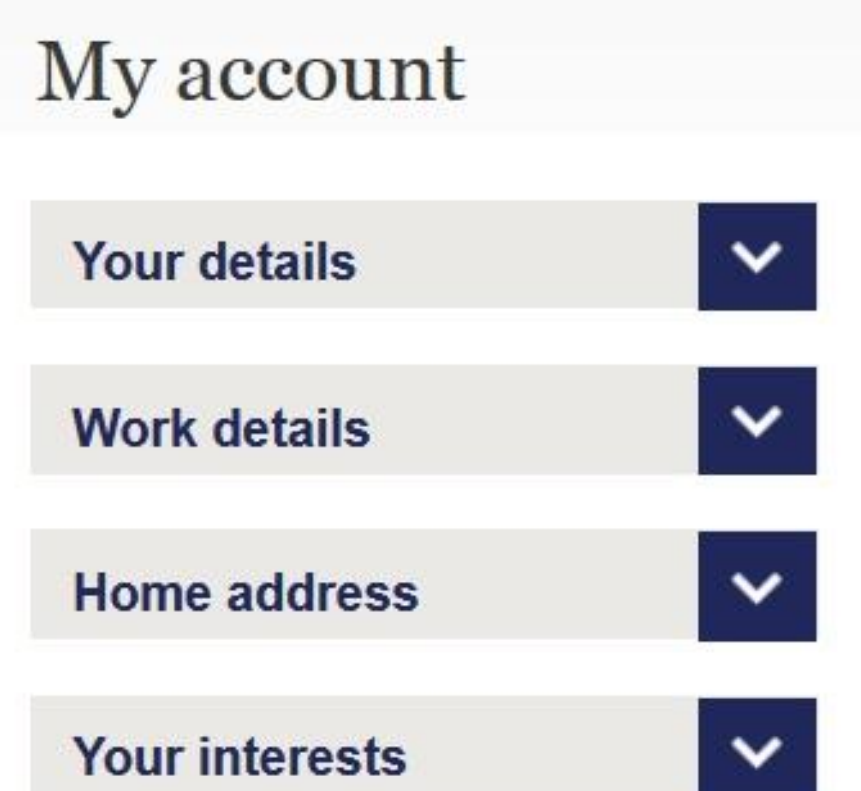 My account
Your details
Work details
Home address
Your interests